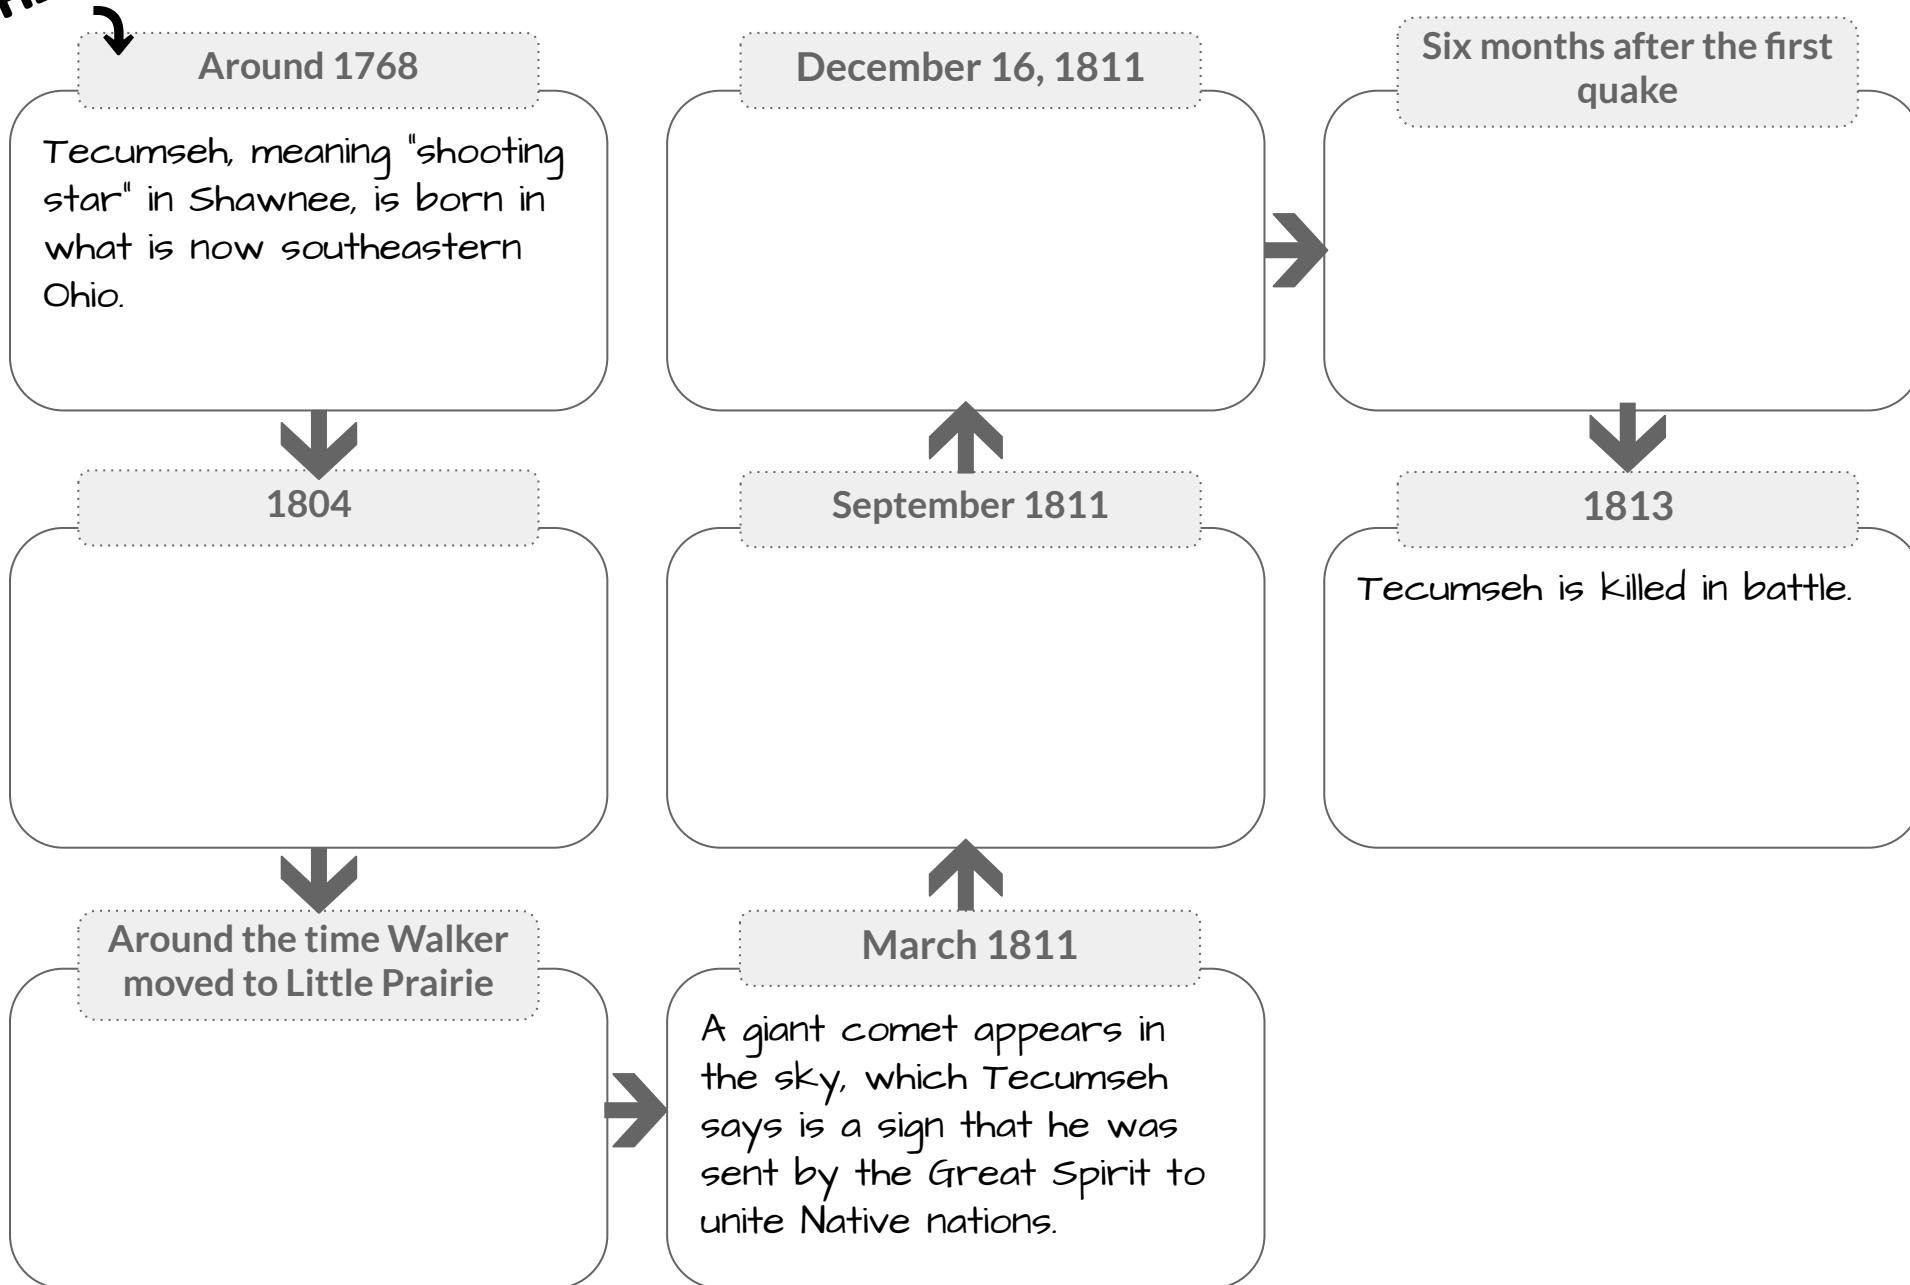 Around 1768
Tecumseh, meaning "shooting
star" in Shawnee, is born in
what is now southeastern
Ohio.
1804
Around the time Walker
moved to Little Prairie
March 1811
A giant comet appears in
the sky, which Tecumseh
says is a sign that he was
sent by the Great Spirit to
unite Native nations.
September 1811
December 16, 1811
Six months after the first
quake
1813
Tecumseh is killed in battle.